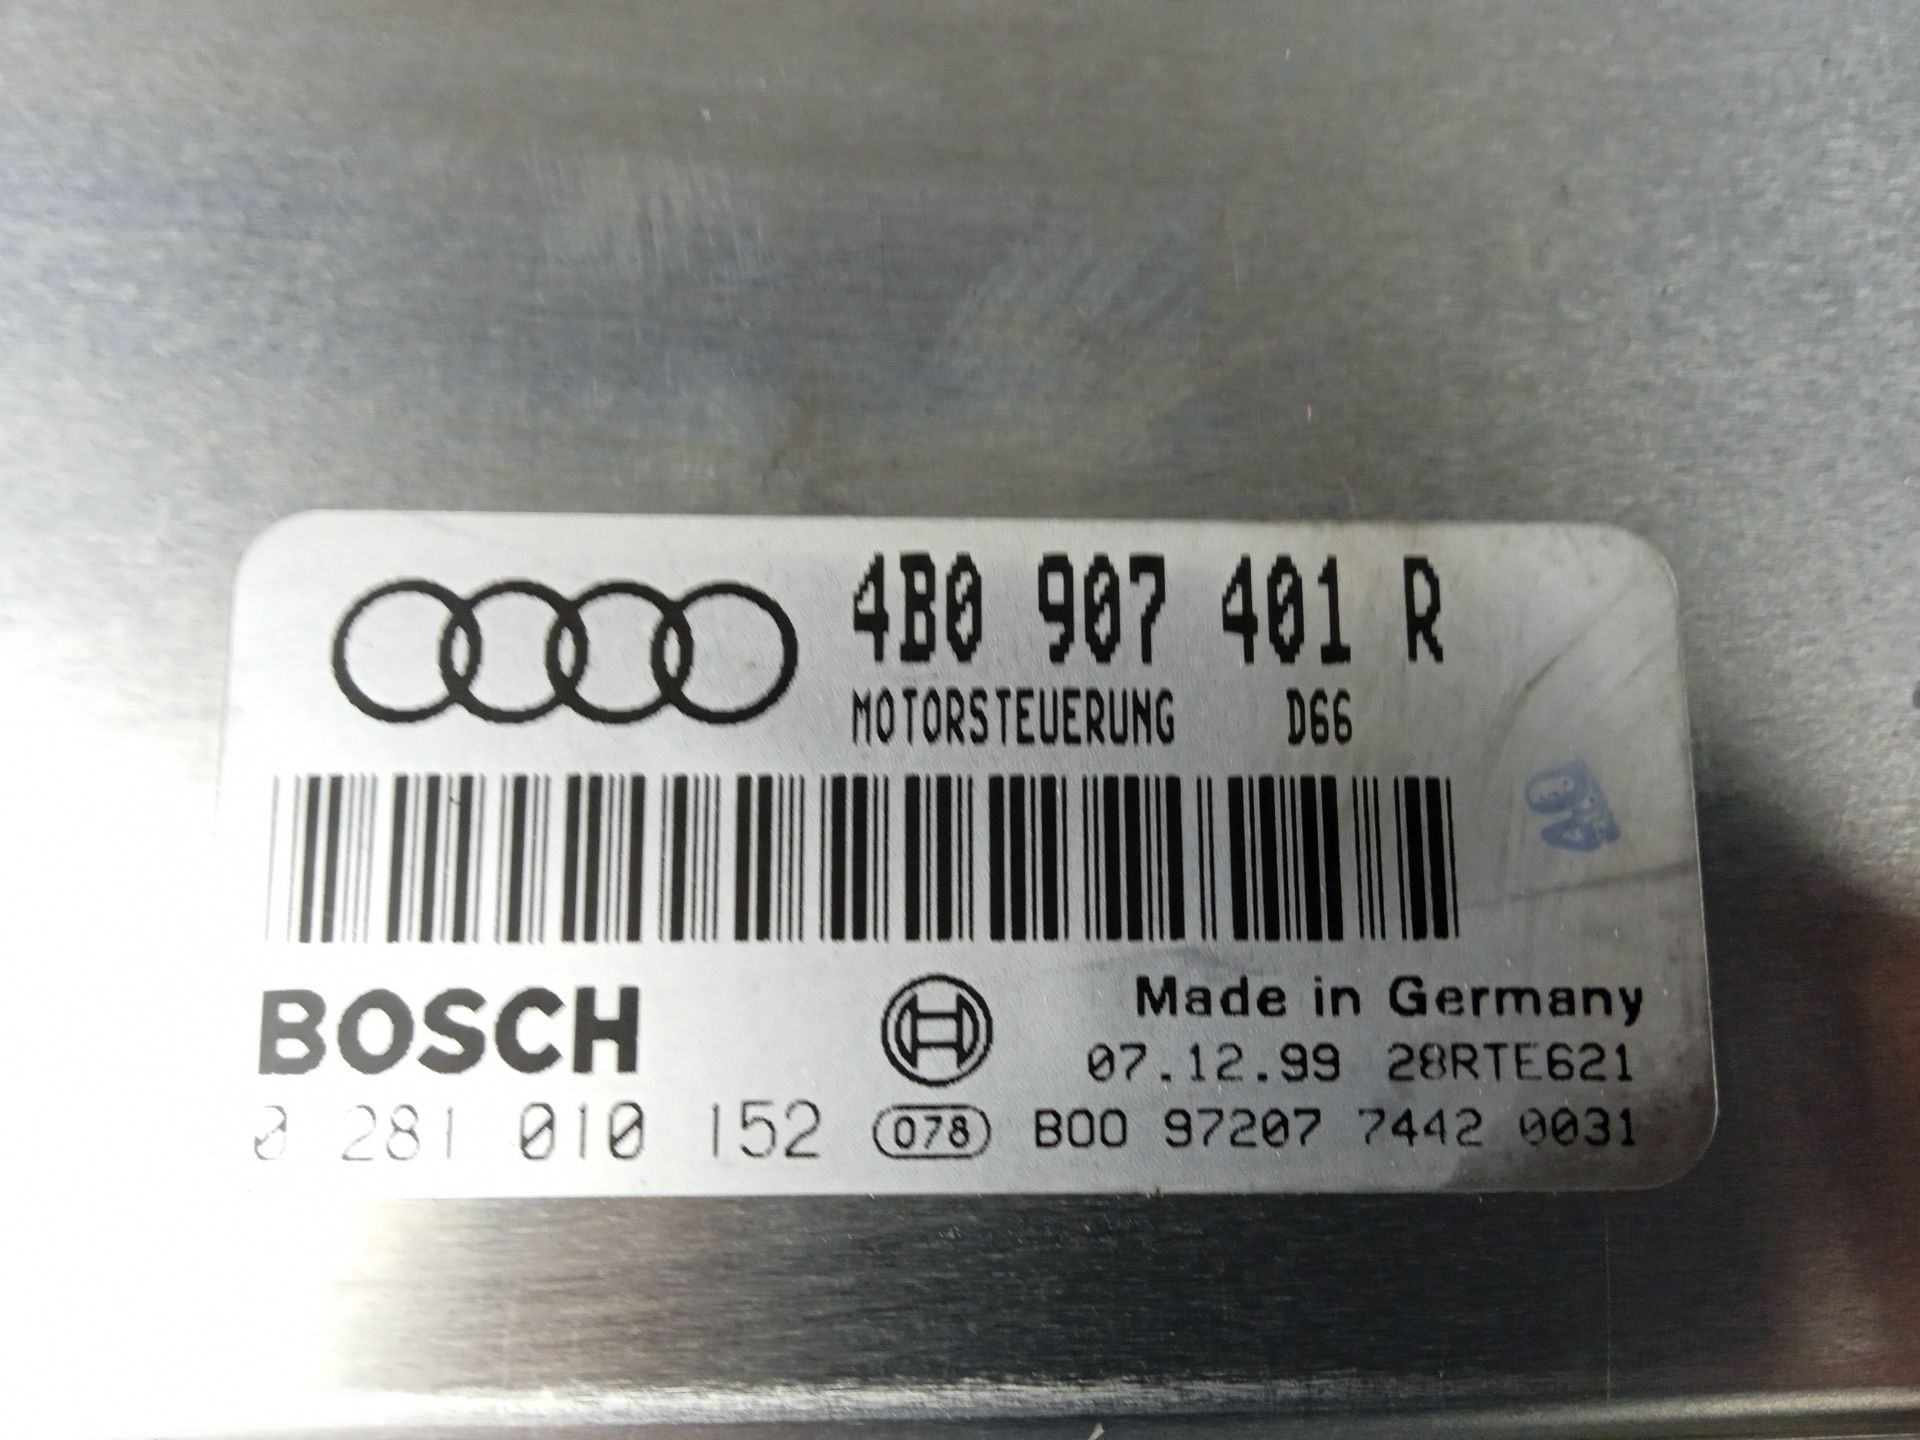 4B0 907 401 R
MOTORSTEUERUNG D66
BOSCH
Made in Germany
07.12.99 28RTE621
0 281 010 152 078 B00 97207 7442 0031